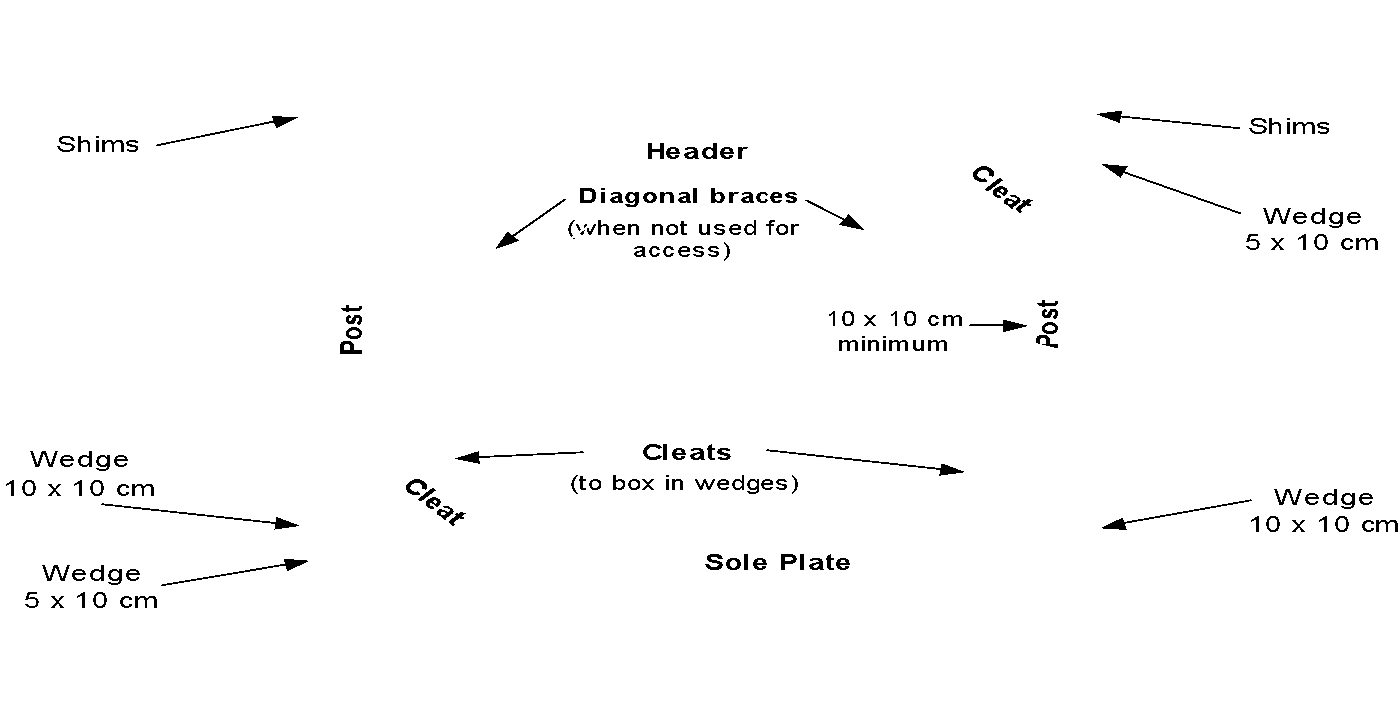 Shims
Shims
Header
Cleat
Diagonal braces
(when not used for
access)
Wedge
5 x 10 cm
Post
10 x 10 cm
minimum
Post
Wedge
10 x 10 cm
Cleats
(to box in wedges)
Cleat
Wedge
10 x 10 cm
Sole Plate
Wedge
5 x 10 cm